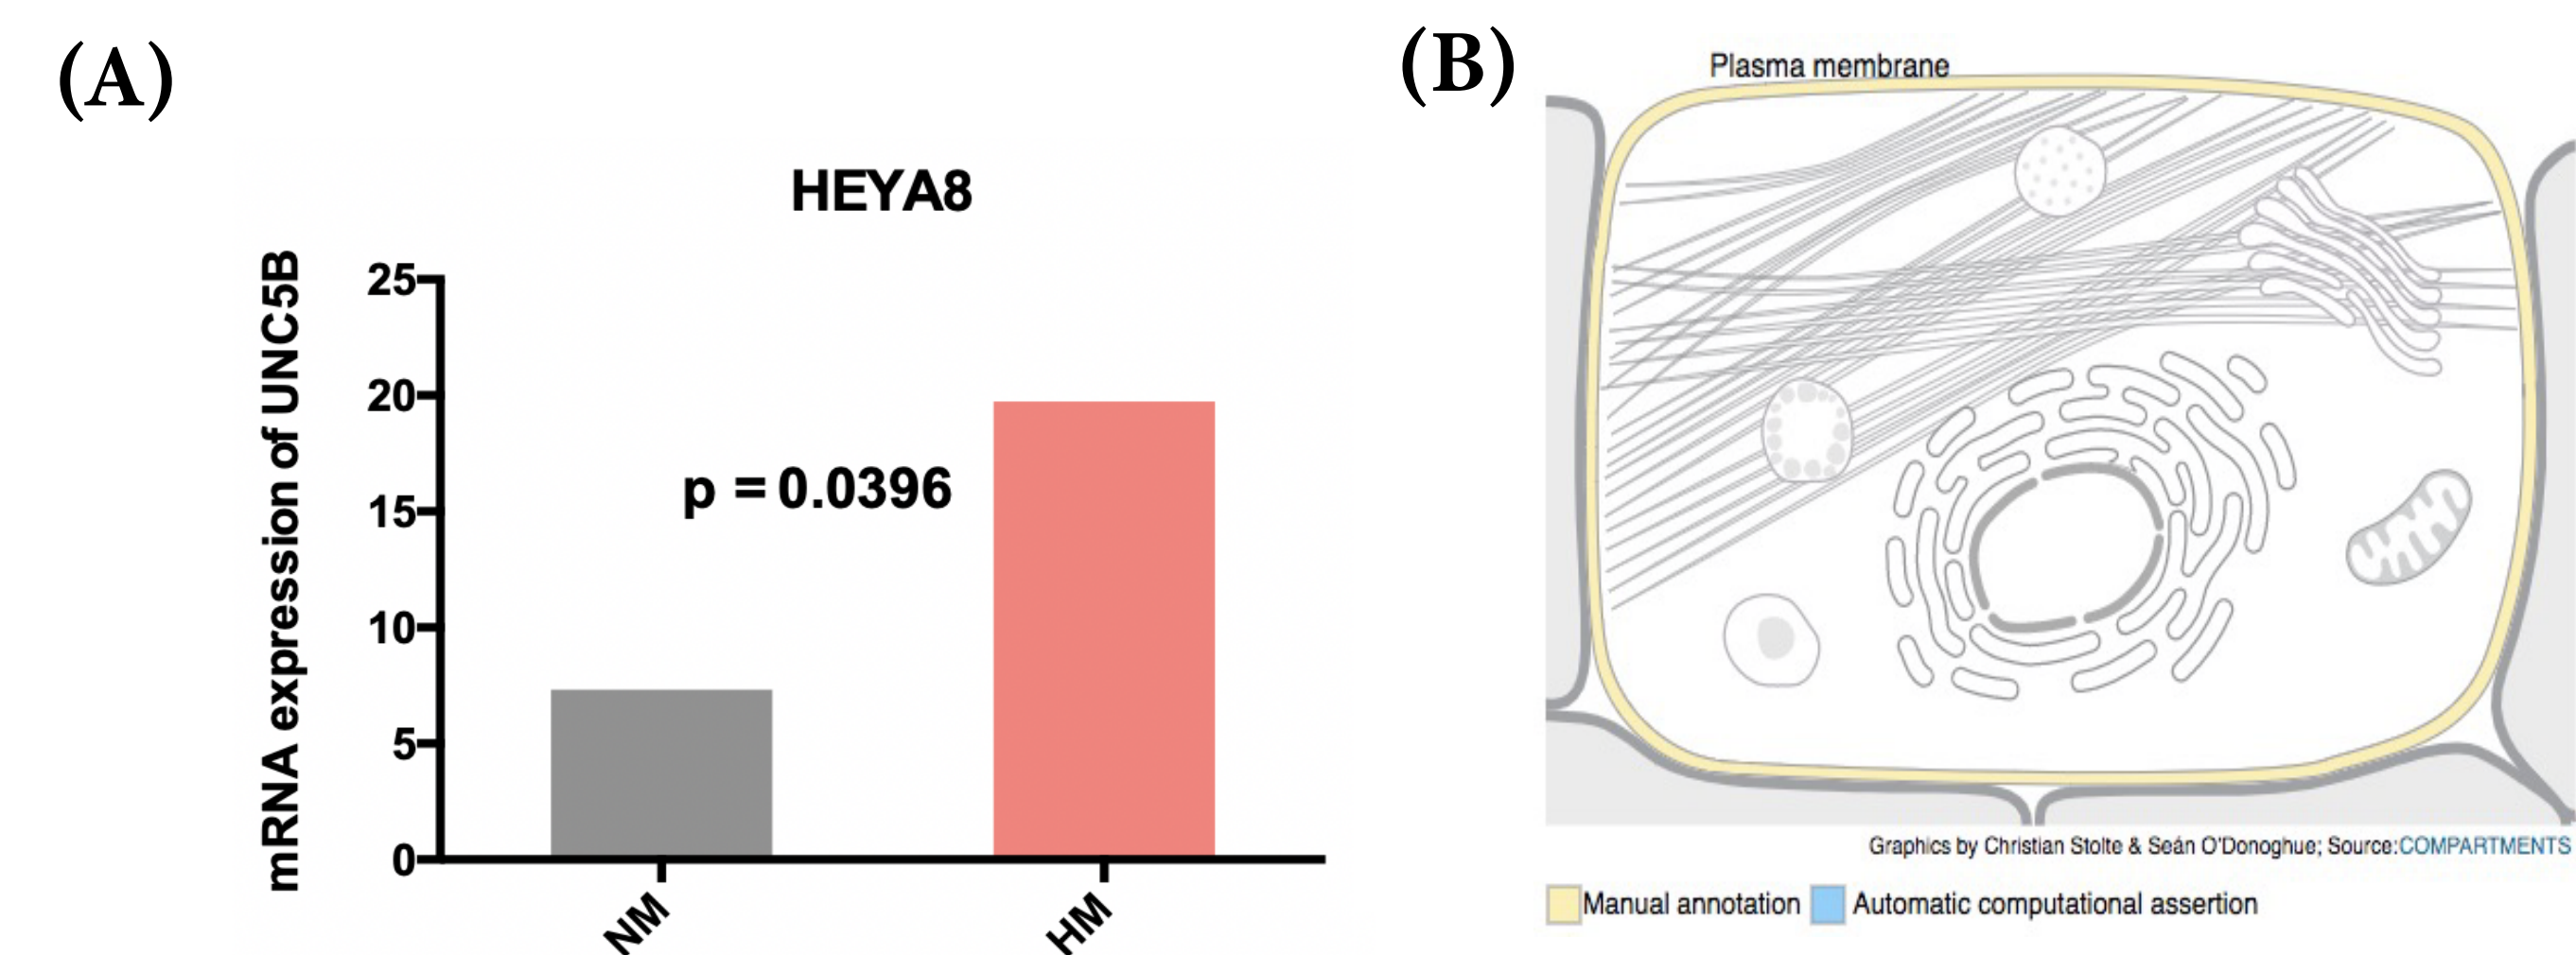 (A)
HEYA8
mRNA expression of UNC5B
25
20
15
10
5
0
p = 0.0396
NM
HM
(B)
Plasma membrane
Graphics by Christian Stolte & Seán O'Donoghue; Source:COMPARTMENTS
Manual annotation
Automatic computational assertion